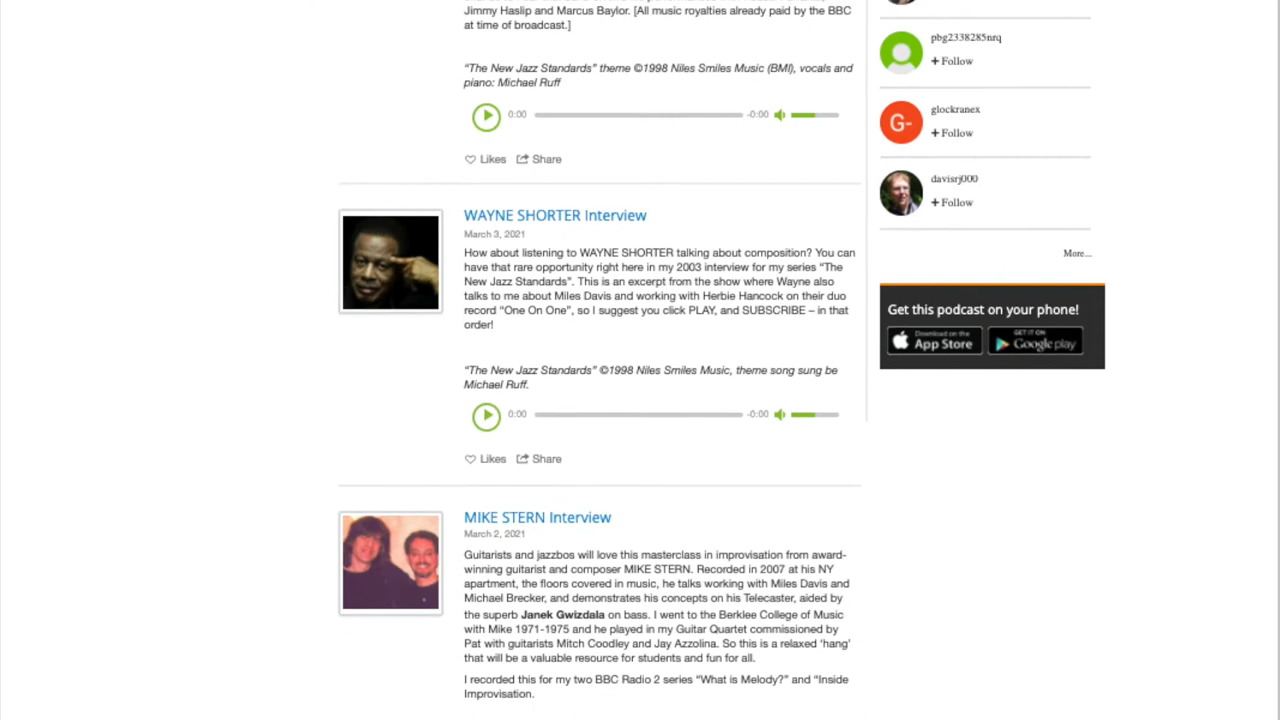 Jimmy Haslip and Marcus Baylor. [All music royalties already paid by the BBC
at time of broadcast.]
“The New Jazz Standards” theme ©1998 Niles Smiles Music (BMI), vocals and
piano: Michael Ruff
0:00
-0:00
Likes
Share
WAYNE SHORTER Interview
March 3, 2021
How about listening to WAYNE SHORTER talking about composition? You can
have that rare opportunity right here in my 2003 interview for my series “The
New Jazz Standards”. This is an excerpt from the show where Wayne also
talks to me about Miles Davis and working with Herbie Hancock on their duo
record “One On One”, so I suggest you click PLAY, and SUBSCRIBE – in that
order!
“The New Jazz Standards” ©1998 Niles Smiles Music, theme song sung be
Michael Ruff.
0:00
-0:00
Likes
Share
MIKE STERN Interview
March 2, 2021
Guitarists and jazzbos will love this masterclass in improvisation from award-
winning guitarist and composer MIKE STERN. Recorded in 2007 at his NY
apartment, the floors covered in music, he talks working with Miles Davis and
Michael Brecker, and demonstrates his concepts on his Telecaster, aided by
the superb Janek Gwizdala on bass. I went to the Berklee College of Music
with Mike 1971-1975 and he played in my Guitar Quartet commissioned by
Pat with guitarists Mitch Coodley and Jay Azzolina. So this is a relaxed ‘hang’
that will be a valuable resource for students and fun for all.
I recorded this for my two BBC Radio 2 series “What is Melody?” and “Inside
Improvisation.
pbg2338285nrq
+ Follow
G-
glockranex
+ Follow
davisrj000
+ Follow
More...
Get this podcast on your phone!
Download on the
App Store
GET IT ON
Google play